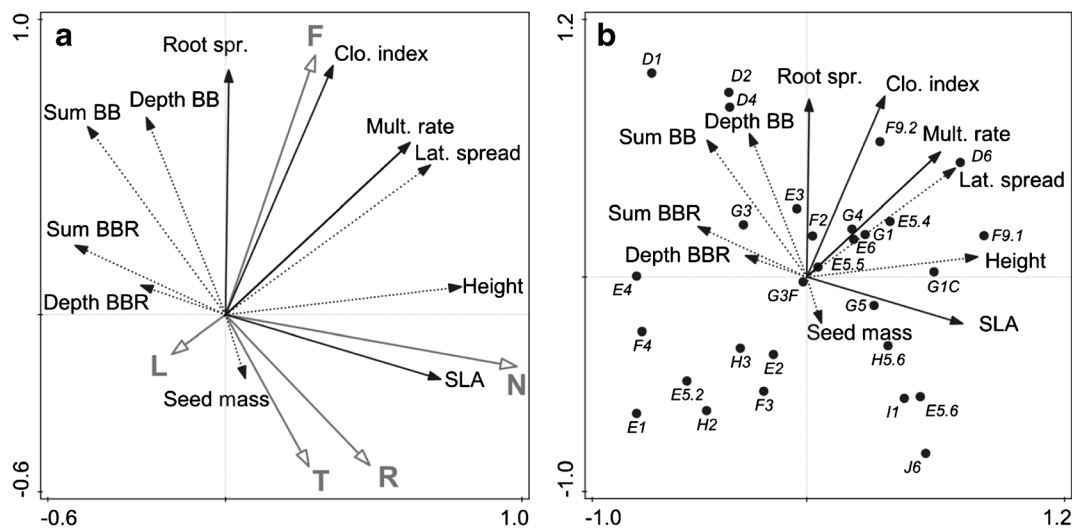 a
1.0
-0.6
-0.6
1.0
F
Root spr.
Clo. index
Depth BB
Sum BB
Mult. rate
Lat. spread
Sum BBR
Depth BBR
Height
L
SLA
N
Seed mass
T
R
b
1.2
-1.0
-1.0
1.2
D1
D2
D4
Root spr.
Clo. index
Depth BB
Sum BB
F9.2
Mult. rate
D6
Lat. spread
E3
G3
F2
G4
E5.4
Sum BBR
G1
E6
F9.1
Depth BBR
E5.5
Height
E4
G3F
G1C
G5
SLA
Seed mass
F4
H3
E2
H5.6
E5.2
F3
I1
E5.6
E1
H2
J6